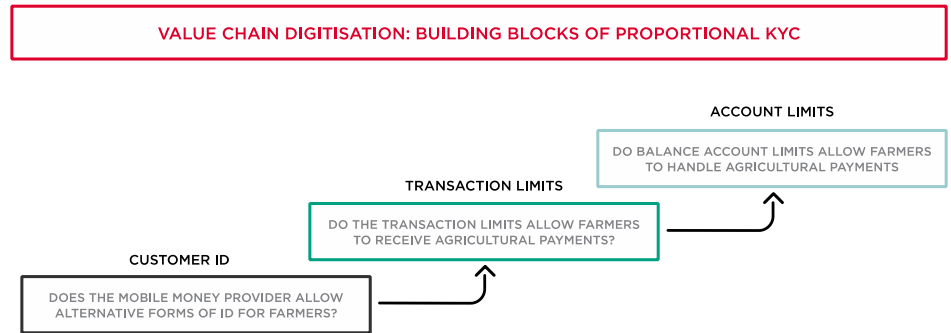 VALUE CHAIN DIGITISATION: BUILDING BLOCKS OF PROPORTIONAL KYC
ACCOUNT LIMITS
DO BALANCE ACCOUNT LIMITS ALLOW FARMERS
TO HANDLE AGRICULTURAL PAYMENTS
TRANSACTION LIMITS
DO THE TRANSACTION LIMITS ALLOW FARMERS
TO RECEIVE AGRICULTURAL PAYMENTS?
CUSTOMER ID
DOES THE MOBILE MONEY PROVIDER ALLOW
ALTERNATIVE FORMS OF ID FOR FARMERS?